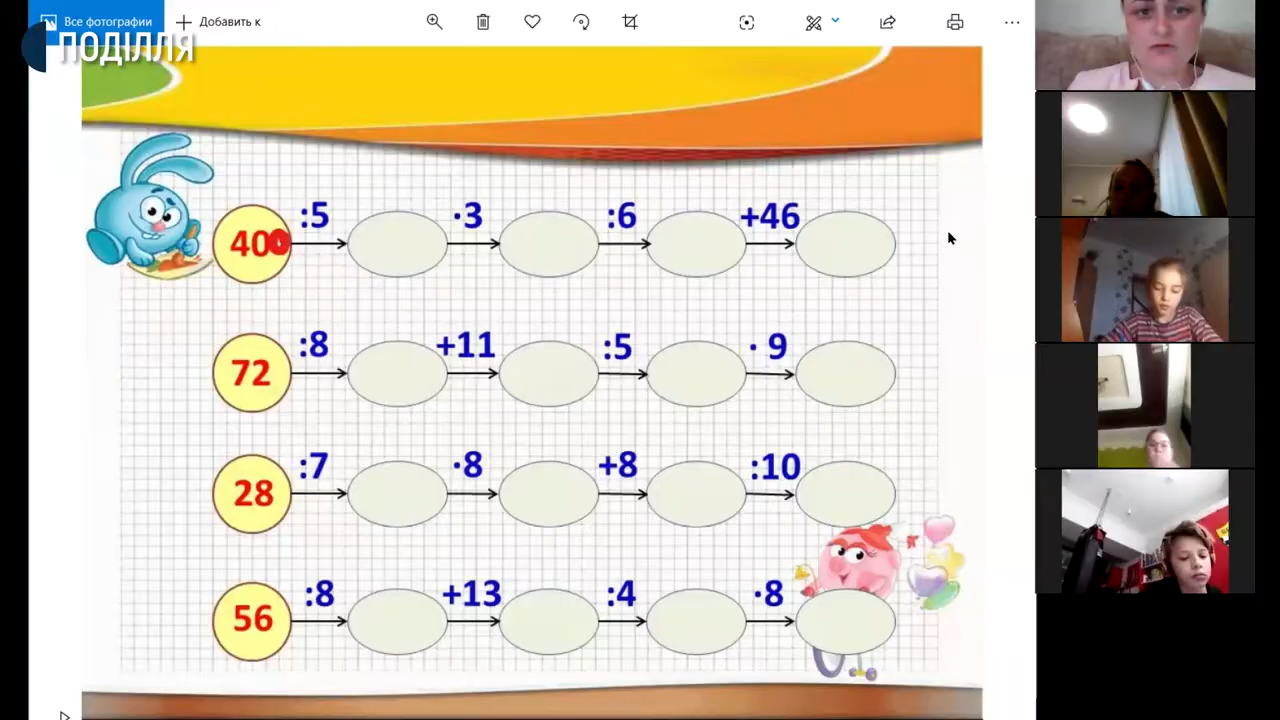 Все фотографии
Добавить к
ПОДІЛЛЯ
400 :5 ·3 :6 +46
72 :8 +11 :5 · 9
28 :7 ·8 +8 :10
56 :8 +13 :4 ·8